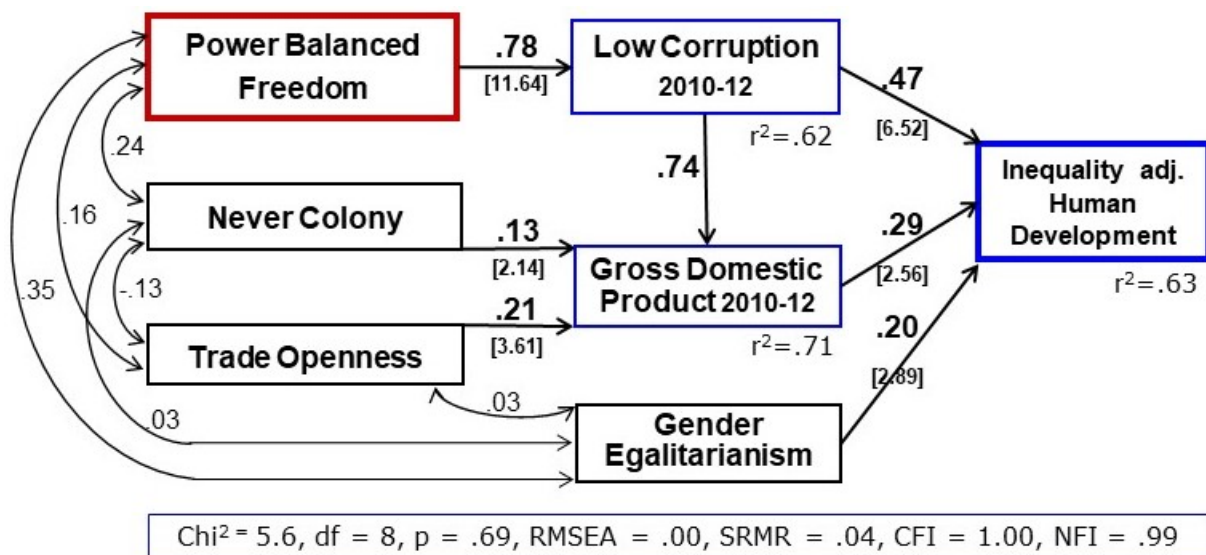 Power Balanced
Freedom
.78
[11.64]
Low Corruption
2010-12
r²=.62
.47
[6.52]
.24
.74
Inequality adj.
Human
Development
r²=.63
Never Colony
.16
.13
[2.14]
.29
[2.56]
Gross Domestic
Product 2010-12
r²=.71
.35
-.13
.21
[3.61]
.20
[2.89]
Trade Openness
.03
.03
Gender
Egalitarianism
Chi² = 5.6, df = 8, p = .69, RMSEA = .00, SRMR = .04, CFI = 1.00, NFI = .99